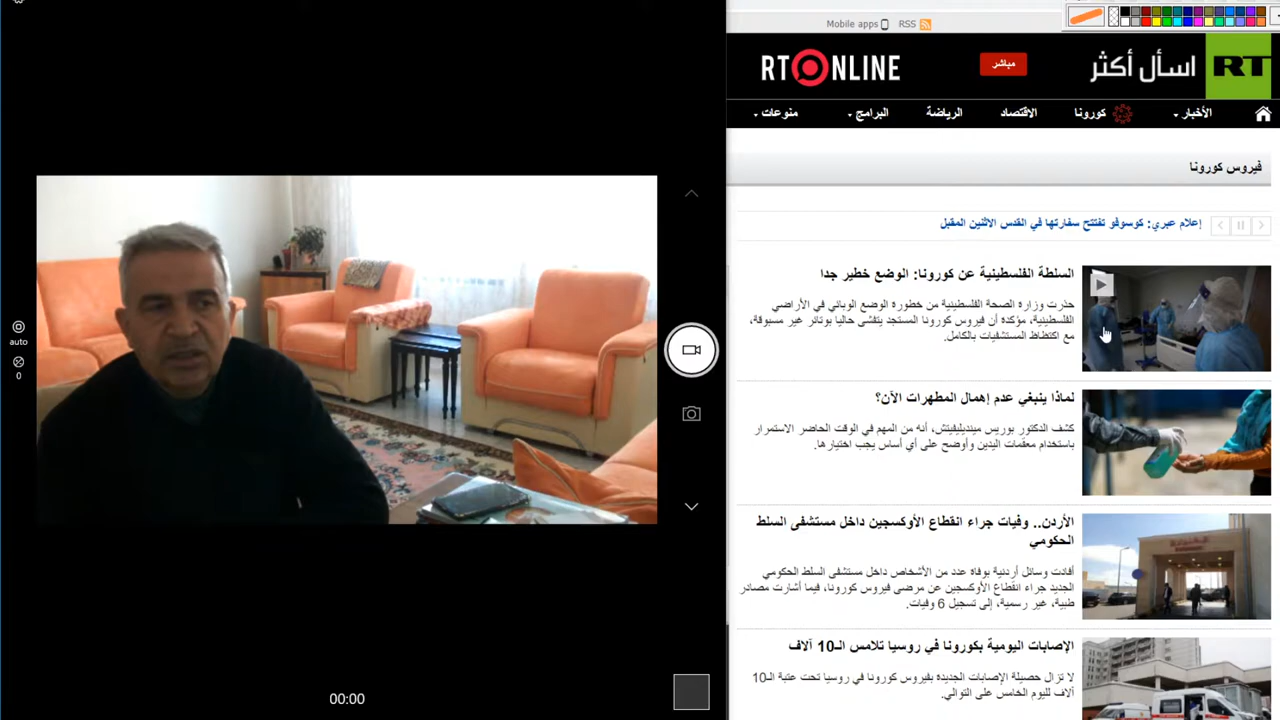 Mobile apps
RSS
RT ONLINE
مباشر
اسأل أكثر
RT
الأخبار
كورونا
الاقتصاد
الرياضة
البرامج
منوعات
فيروس كورونا
إعلام عبري: كوسوفو تفتتح سفارتها في القدس الاثنين المقبل
السلطة الفلسطينية عن كورونا: الوضع خطير جدا
حذرت وزارة الصحة الفلسطينية من خطورة الوضع الوبائي في الأراضي
الفلسطينية، مؤكدة أن فيروس كورونا المستجد يتفشى حاليا بوتائر غير مسبوقة،
مع اكتظاظ المستشفيات بالكامل.
لماذا ينبغي عدم إهمال المطهرات الآن؟
كشف الدكتور بوريس مينديليفيتش، أنه من المهم في الوقت الحاضر الاستمرار
باستخدام معقمات اليدين وأوضح على أي أساس يجب اختيارها.
الأردن.. وفيات جراء انقطاع الأوكسجين داخل مستشفى السلط
الحكومي
أفادت وسائل أردنية بوفاة عدد من الأشخاص داخل مستشفى السلط الحكومي
الجديد جراء انقطاع الأوكسجين عن مرضى فيروس كورونا، فيما أشارت مصادر
طبية، غير رسمية، إلى تسجيل 6 وفيات.
الإصابات اليومية بكورونا في روسيا تلامس الـ10 آلاف
لا تزال حصيلة الإصابات الجديدة بفيروس كورونا في روسيا تحت عتبة الـ10
آلاف لليوم الخامس على التوالي.
auto
0
00:00